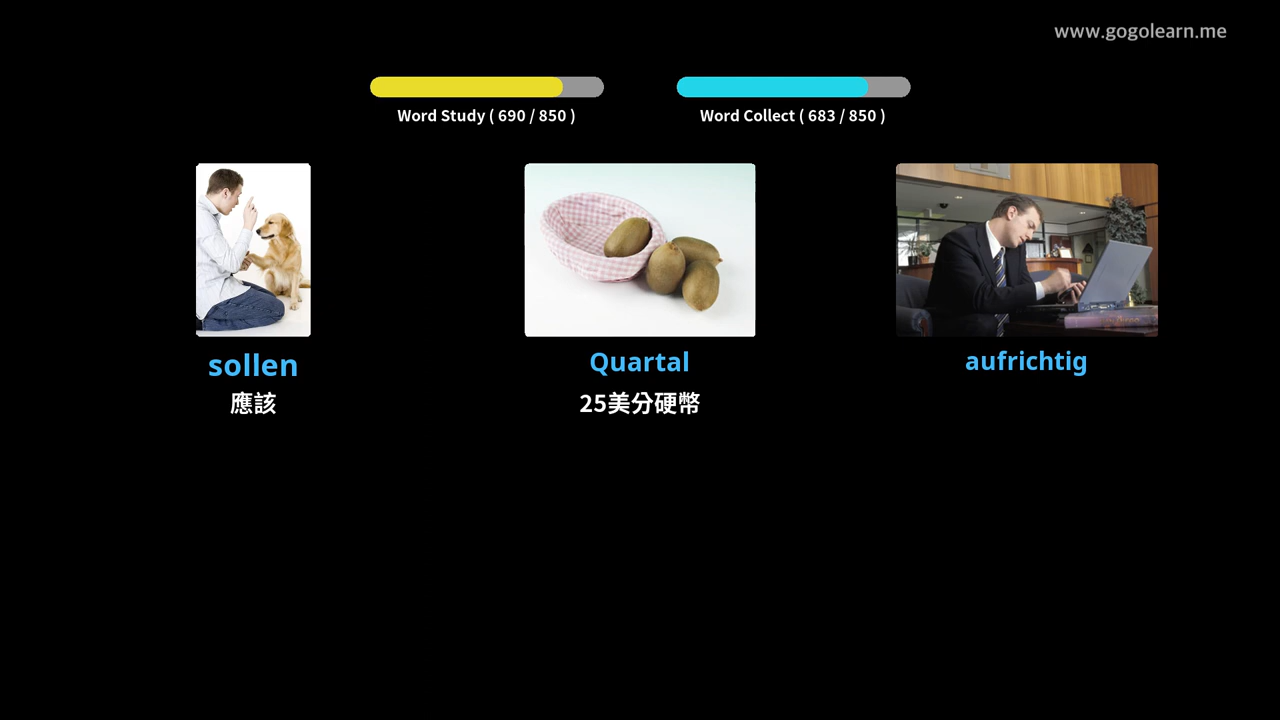 www.gogolearn.me
Word Study ( 690 / 850 )
Word Collect ( 683 / 850 )
sollen
Quartal
aufrichtig
應該
25美分硬幣